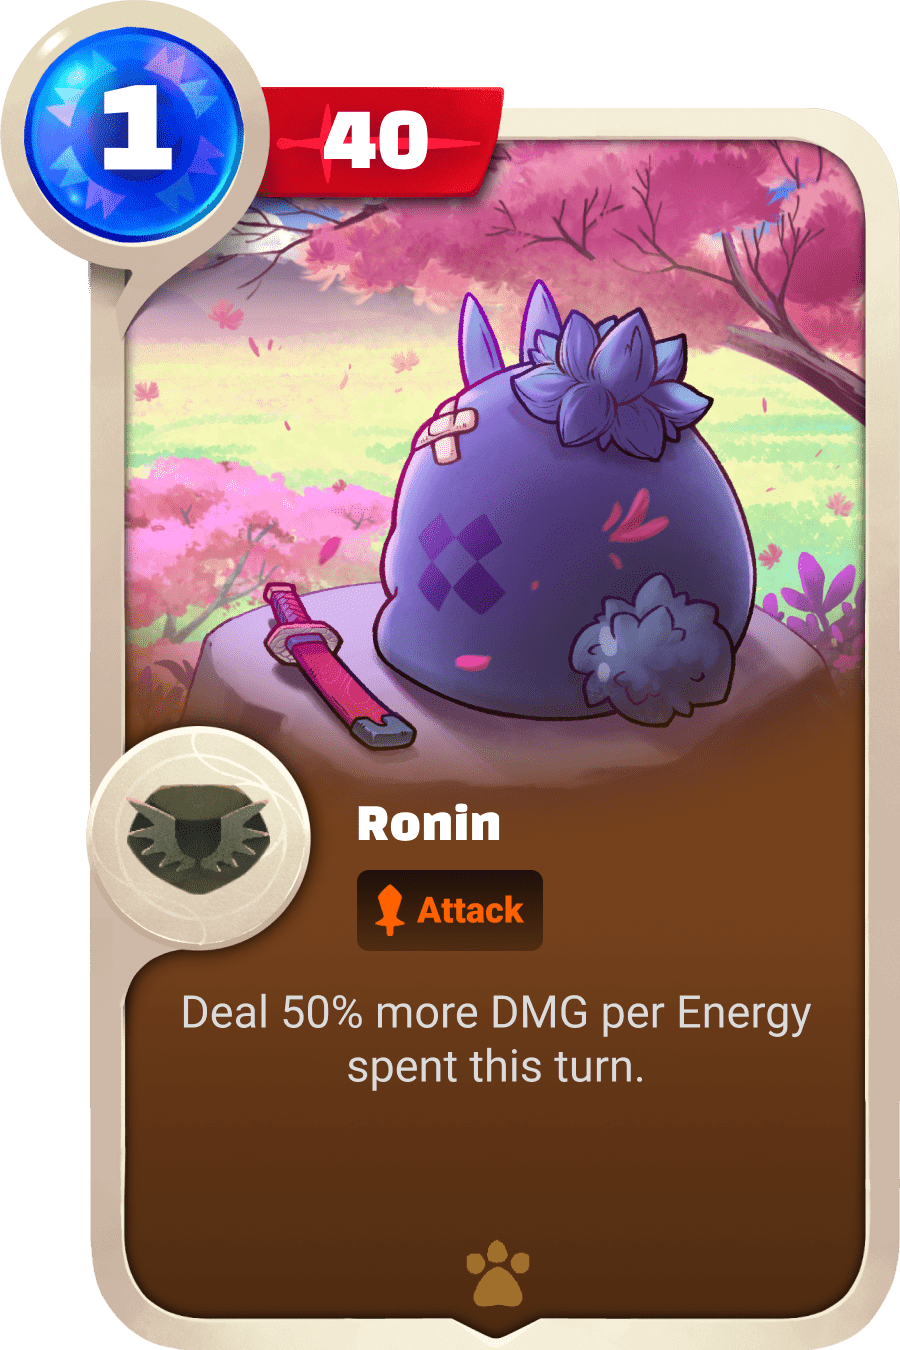 1
40
Ronin
Attack
Deal 50% more DMG per Energy
spent this turn.